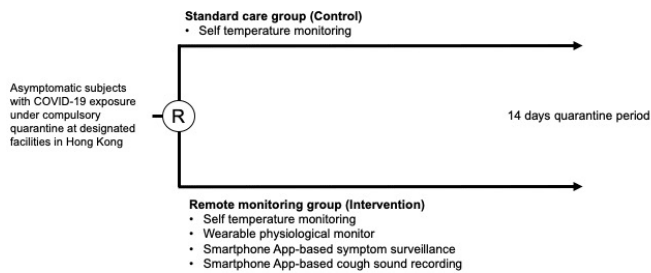 Standard care group (Control)
• Self temperature monitoring
Asymptomatic subjects
with COVID-19 exposure
under compulsory
quarantine at designated
facilities in Hong Kong
R
14 days quarantine period
Remote monitoring group (Intervention)
• Self temperature monitoring
• Wearable physiological monitor
• Smartphone App-based symptom surveillance
• Smartphone App-based cough sound recording